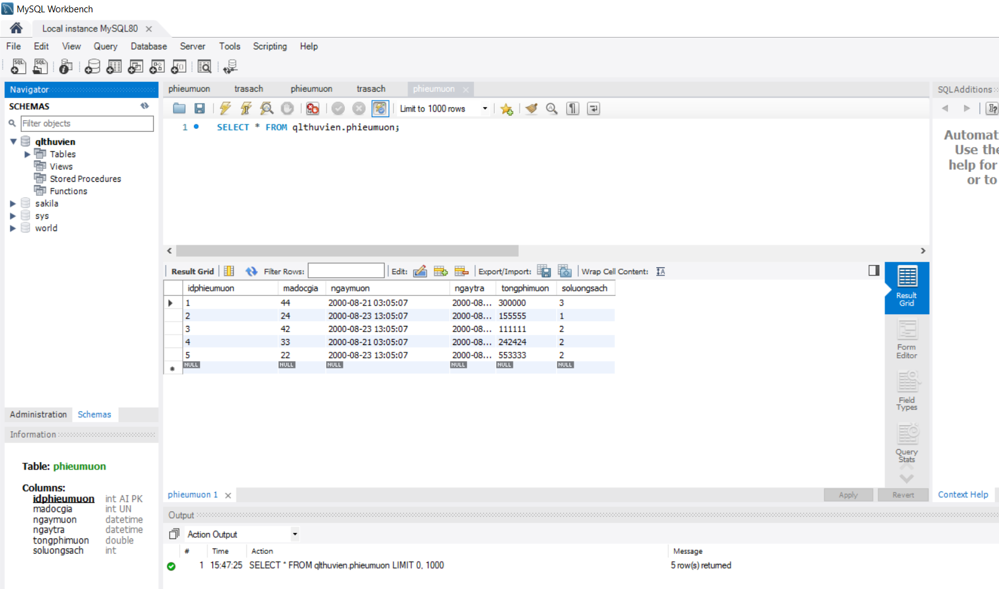 MySQL Workbench
Local instance MySQL80
File Edit View Query Database Server Tools Scripting Help
Navigator
SCHEMAS
Filter objects
qlthuvien
Tables
Views
Stored Procedures
Functions
sakila
sys
world
Administration Schemas
Information
Table: phieumuon
Columns:
idphieumuon int AI PK
madocgia int UN
ngaymuon datetime
ngaytra datetime
tongphimuon double
soluongsach int
phieumuon trasach phieumuon trasach phieumuon
Limit to 1000 rows
1 SELECT * FROM qlthuvien.phieumuon;
Result Grid Filter Rows: Edit: Export/Import: Wrap Cell Content:
idphieumuon madocgia ngaymuon ngaytra tongphimuon soluongsach
1 44 2000-08-21 03:05:07 2000-08... 300000 3
2 24 2000-08-23 13:05:07 2000-08... 155555 1
3 42 2000-08-23 13:05:07 2000-08... 111111 2
4 33 2000-08-21 03:05:07 2000-08... 242424 2
5 22 2000-08-23 13:05:07 2000-08... 553333 2
NULL NULL NULL NULL NULL NULL
Result
Grid
Form
Editor
Field
Types
Query
Stats
phieumuon 1
Apply Revert
Output
Action Output
# Time Action Message
1 15:47:25 SELECT * FROM qlthuvien.phieumuon LIMIT 0, 1000 5 row(s) returned
SQLAdditions
Automat
Use the
help for
or to
Context Help